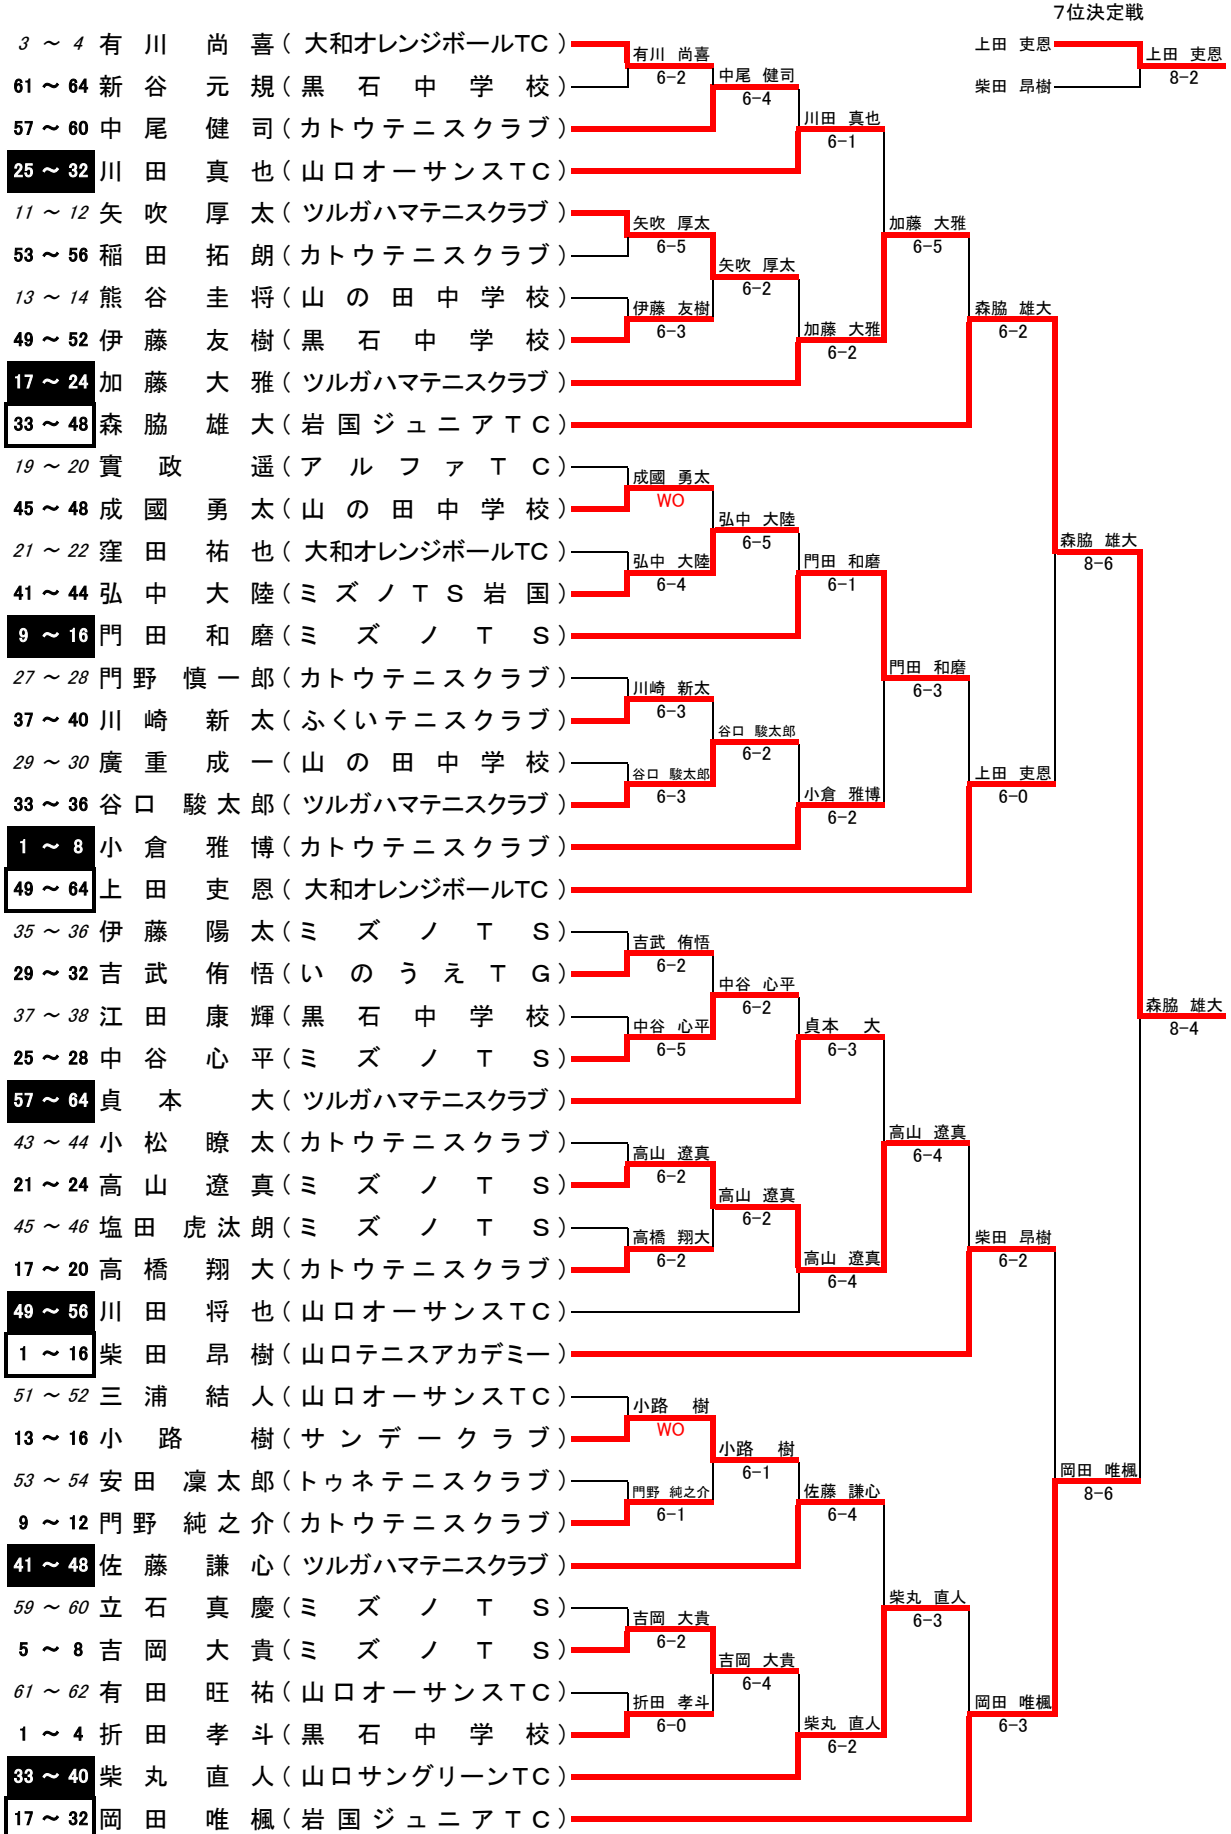 7位決定戦
上田 吏恩
上田 吏恩
8-2
柴田 昂樹
3 ～ 4 有川 尚喜 ( 大和オレンジボールTC )
61 ～ 64 新谷 元規 ( 黒石中学校 )
57 ～ 60 中尾 健司 ( カトウテニスクラブ )
25 ～ 32 川田 真也 ( 山口オーサンスTC )
11 ～ 12 矢吹 厚太 ( ツルガハマテニスクラブ )
53 ～ 56 稲田 拓朗 ( カトウテニスクラブ )
13 ～ 14 熊谷 圭将 ( 山の田中学校 )
49 ～ 52 伊藤 友樹 ( 黒石中学校 )
17 ～ 24 加藤 大雅 ( ツルガハマテニスクラブ )
33 ～ 48 森脇 雄大 ( 岩国ジュニアTC )
19 ～ 20 實政 遥 ( アルファTC )
45 ～ 48 成國 勇太 ( 山の田中学校 )
21 ～ 22 窪田 祐也 ( 大和オレンジボールTC )
41 ～ 44 弘中 大陸 ( ミズノTS岩国 )
9 ～ 16 門田 和磨 ( ミズノTS )
27 ～ 28 門野 慎一郎 ( カトウテニスクラブ )
37 ～ 40 川崎 新太 ( ふくいテニスクラブ )
29 ～ 30 廣重 成一 ( 山の田中学校 )
33 ～ 36 谷口 駿太郎 ( ツルガハマテニスクラブ )
1 ～ 8 小倉 雅博 ( カトウテニスクラブ )
49 ～ 64 上田 吏恩 ( 大和オレンジボールTC )
35 ～ 36 伊藤 陽太 ( ミズノTS )
29 ～ 32 吉武 侑悟 ( いのうえTG )
37 ～ 38 江田 康輝 ( 黒石中学校 )
25 ～ 28 中谷 心平 ( ミズノTS )
57 ～ 64 貞本 大 ( ツルガハマテニスクラブ )
43 ～ 44 小松 瞭太 ( カトウテニスクラブ )
21 ～ 24 高山 遼真 ( ミズノTS )
45 ～ 46 塩田 虎汰朗 ( ミズノTS )
17 ～ 20 高橋 翔大 ( カトウテニスクラブ )
49 ～ 56 川田 将也 ( 山口オーサンスTC )
1 ～ 16 柴田 昂樹 ( 山口テニスアカデミー )
51 ～ 52 三浦 結人 ( 山口オーサンスTC )
13 ～ 16 小路 樹 ( サンデークラブ )
53 ～ 54 安田 凜太郎 ( トゥネテニスクラブ )
9 ～ 12 門野 純之介 ( カトウテニスクラブ )
41 ～ 48 佐藤 謙心 ( ツルガハマテニスクラブ )
59 ～ 60 立石 真慶 ( ミズノTS )
5 ～ 8 吉岡 大貴 ( ミズノTS )
61 ～ 62 有田 旺祐 ( 山口オーサンスTC )
1 ～ 4 折田 孝斗 ( 黒石中学校 )
33 ～ 40 柴丸 直人 ( 山口サングリーンTC )
17 ～ 32 岡田 唯楓 ( 岩国ジュニアTC )
有川 尚喜
6-2
矢吹 厚太
6-5
伊藤 友樹
6-3
成國 勇太
WO
弘中 大陸
6-4
川崎 新太
6-3
谷口 駿太郎
6-3
吉武 侑悟
6-2
中谷 心平
6-5
高山 遼真
6-2
高橋 翔大
6-2
小路 樹
WO
門野 純之介
6-1
吉岡 大貴
6-2
折田 孝斗
6-0
中尾 健司
6-4
矢吹 厚太
6-2
弘中 大陸
6-5
谷口 駿太郎
6-2
中谷 心平
6-2
高山 遼真
6-2
小路 樹
6-1
吉岡 大貴
6-4
川田 真也
6-1
加藤 大雅
6-2
門田 和磨
6-1
小倉 雅博
6-2
貞本 大
6-3
高山 遼真
6-4
佐藤 謙心
6-4
柴丸 直人
6-2
加藤 大雅
6-5
門田 和磨
6-3
高山 遼真
6-4
柴丸 直人
6-3
森脇 雄大
6-2
上田 吏恩
6-0
柴田 昂樹
6-2
岡田 唯楓
6-3
森脇 雄大
8-6
岡田 唯楓
8-6
森脇 雄大
8-4